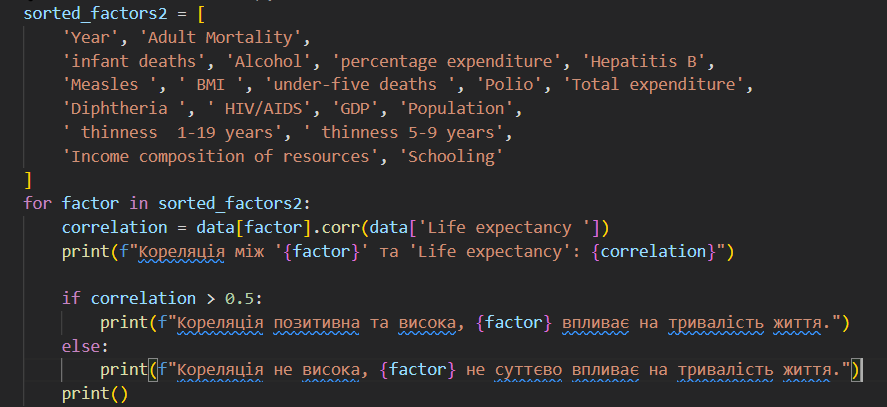 sorted_factors2 = [
    'Year', 'Adult Mortality',
    'infant deaths', 'Alcohol', 'percentage expenditure', 'Hepatitis B',
    'Measles ', ' BMI ', 'under-five deaths ', 'Polio', 'Total expenditure',
    'Diphtheria ', ' HIV/AIDS', 'GDP', 'Population',
    ' thinness  1-19 years', ' thinness 5-9 years',
    'Income composition of resources', 'Schooling'
]
for factor in sorted_factors2:
    correlation = data[factor].corr(data['Life expectancy '])
    print(f"Кореляція між '{factor}' та 'Life expectancy': {correlation}")

    if correlation > 0.5:
        print(f"Кореляція позитивна та висока, {factor} впливає на тривалість життя.")
    else:
        print(f"Кореляція не висока, {factor} не суттєво впливає на тривалість життя.")
    print()